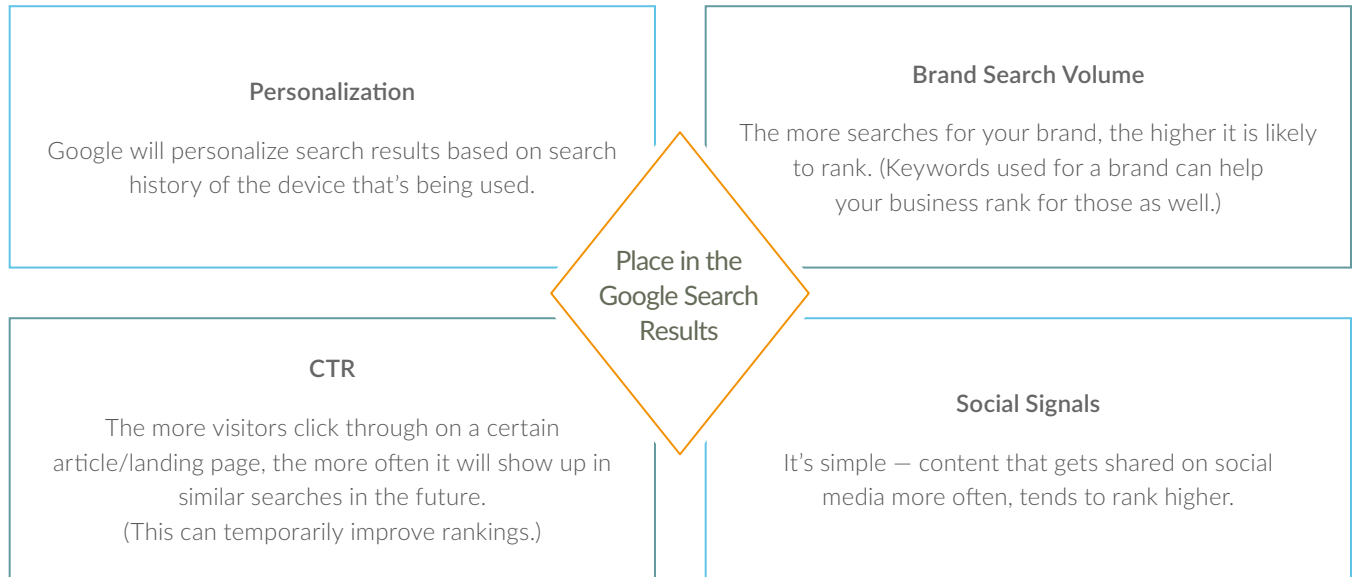 Personalization
Google will personalize search results based on search
history of the device that's being used.
Brand Search Volume
The more searches for your brand, the higher it is likely
to rank. (Keywords used for a brand can help
your business rank for those as well.)
Place in the
Google Search
Results
CTR
The more visitors click through on a certain
article/landing page, the more often it will show up in
similar searches in the future.
(This can temporarily improve rankings.)
Social Signals
It's simple — content that gets shared on social
media more often, tends to rank higher.